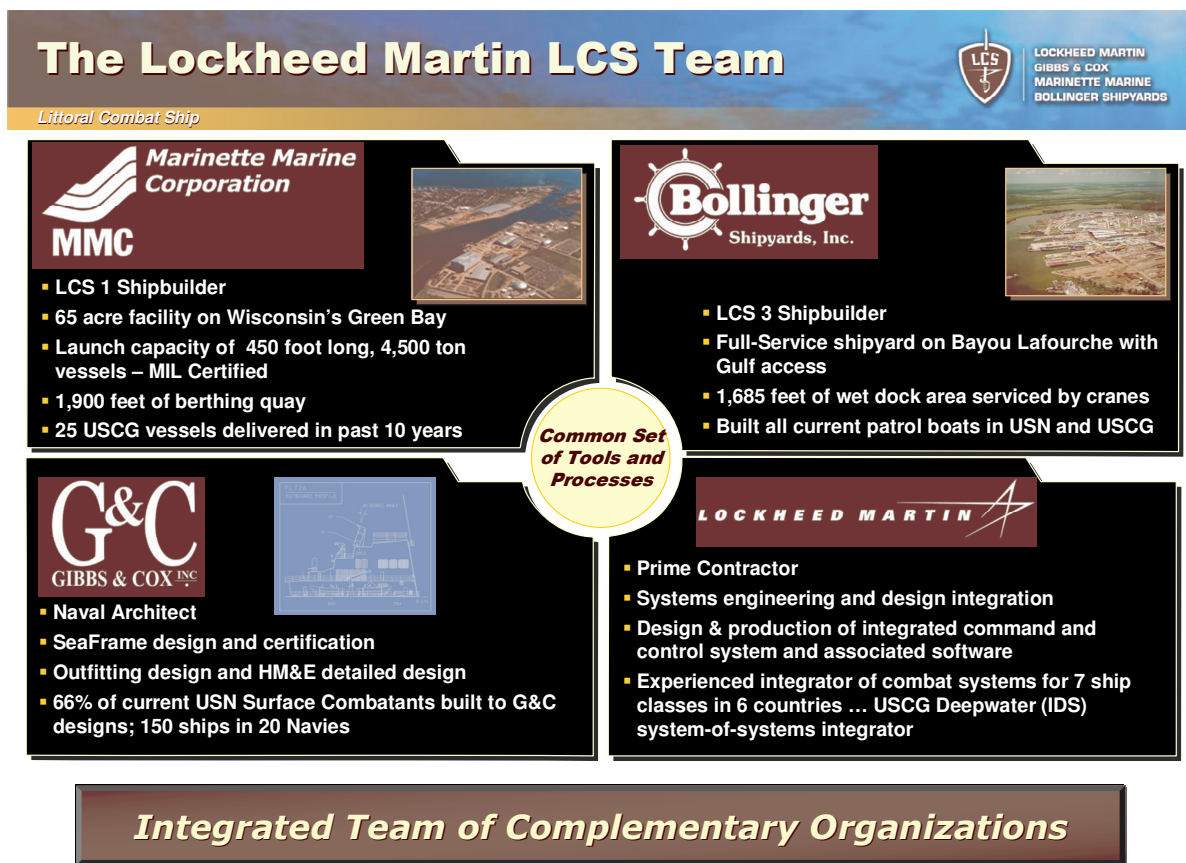 The Lockheed Martin LCS Team
LCS
LOCKHEED MARTIN
GIBBS & COX
MARINETTE MARINE
BOLLINGER SHIPYARDS
Littoral Combat Ship
Marinette Marine
Corporation
MMC
▪ LCS 1 Shipbuilder
▪ 65 acre facility on Wisconsin's Green Bay
▪ Launch capacity of 450 foot long, 4,500 ton
vessels – MIL Certified
▪ 1,900 feet of berthing quay
▪ 25 USCG vessels delivered in past 10 years
Bollinger
Shipyards, Inc.
▪ LCS 3 Shipbuilder
▪ Full-Service shipyard on Bayou Lafourche with
Gulf access
▪ 1,685 feet of wet dock area serviced by cranes
▪ Built all current patrol boats in USN and USCG
Common Set
of Tools and
Processes
G&C
GIBBS & COX INC
▪ Naval Architect
▪ SeaFrame design and certification
▪ Outfitting design and HM&E detailed design
▪ 66% of current USN Surface Combatants built to G&C
designs; 150 ships in 20 Navies
LOCKHEED MARTIN
▪ Prime Contractor
▪ Systems engineering and design integration
▪ Design & production of integrated command and
control system and associated software
▪ Experienced integrator of combat systems for 7 ship
classes in 6 countries … USCG Deepwater (IDS)
system-of-systems integrator
Integrated Team of Complementary Organizations